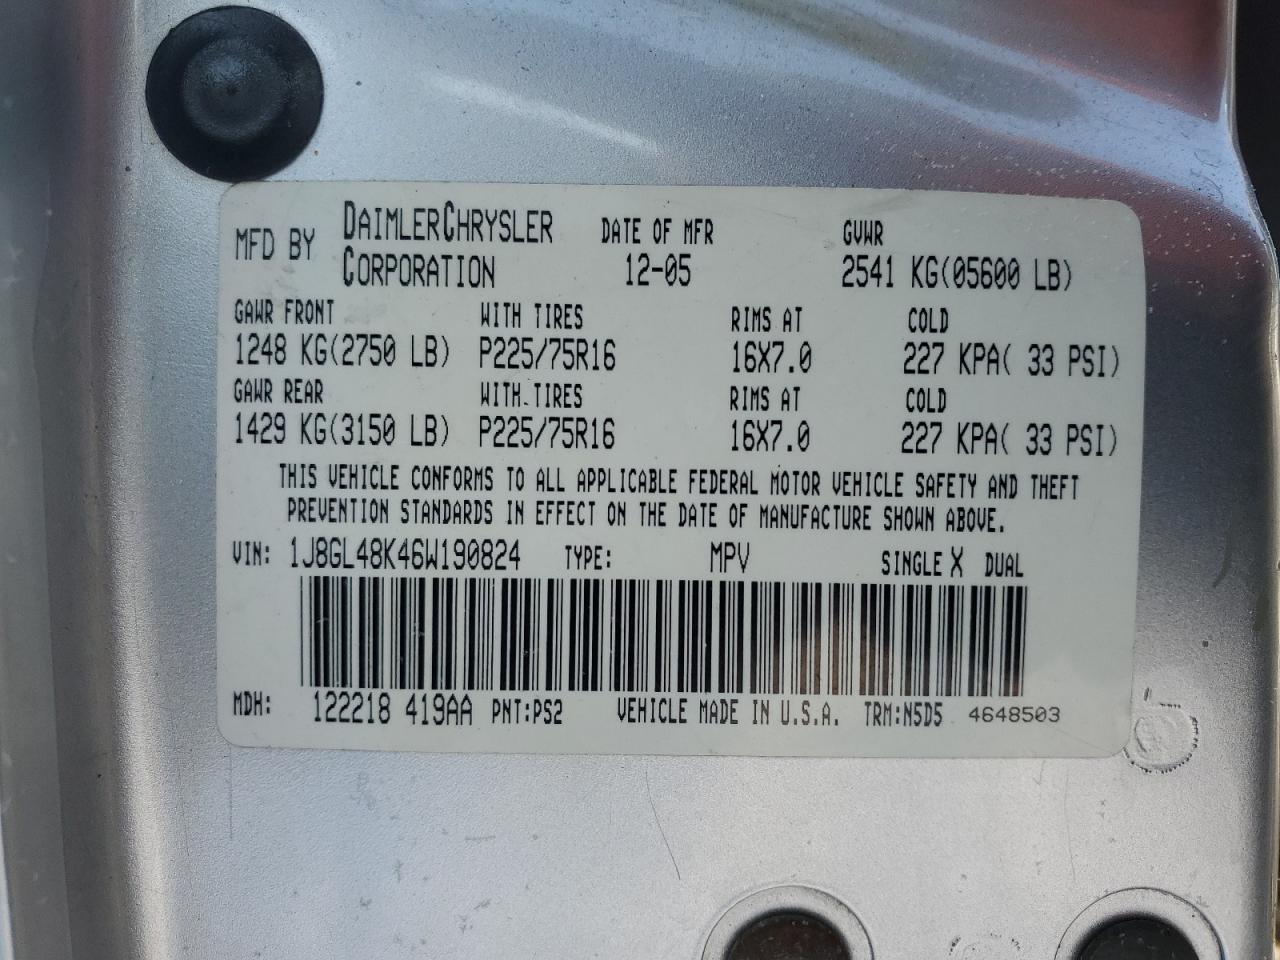 MFD BY DAIMLERCHRYSLER CORPORATION DATE OF MFR 12-05 GVWR 2541 KG(05600 LB)
GAWR FRONT WITH TIRES RIMS AT COLD
1248 KG(2750 LB) P225/75R16 16X7.0 227 KPA( 33 PSI)
GAWR REAR WITH TIRES RIMS AT COLD
1429 KG(3150 LB) P225/75R16 16X7.0 227 KPA( 33 PSI)
THIS VEHICLE CONFORMS TO ALL APPLICABLE FEDERAL MOTOR VEHICLE SAFETY AND THEFT
PREVENTION STANDARDS IN EFFECT ON THE DATE OF MANUFACTURE SHOWN ABOVE.
VIN: 1J8GL48K46W190824 TYPE: MPV SINGLE X DUAL
MDH: 122218 419AA PNT:PS2 VEHICLE MADE IN U.S.A. TRM:N5D5 4648503